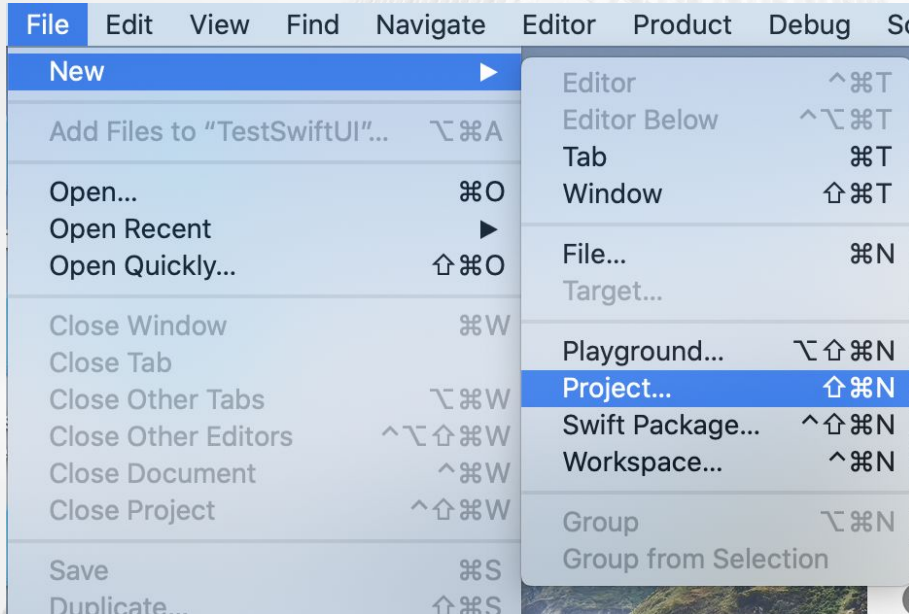 File Edit View Find Navigate Editor Product Debug Sc
New ▶
Add Files to “TestSwiftUI”... ⌥⌘A
Open... ⌘O
Open Recent ▶
Open Quickly... ⇧⌘O
Close Window ⌘W
Close Tab
Close Other Tabs ⌥⌘W
Close Other Editors ^⌥⇧⌘W
Close Document ^⌘W
Close Project ^⇧⌘W
Save ⌘S
Duplicate... ⇧⌘S
Editor ^⌘T
Editor Below ^⌥⌘T
Tab ⌘T
Window ⇧⌘T
File... ⌘N
Target...
Playground... ⌥⇧⌘N
Project... ⇧⌘N
Swift Package... ^⇧⌘N
Workspace... ^⌘N
Group ⌥⌘N
Group from Selection